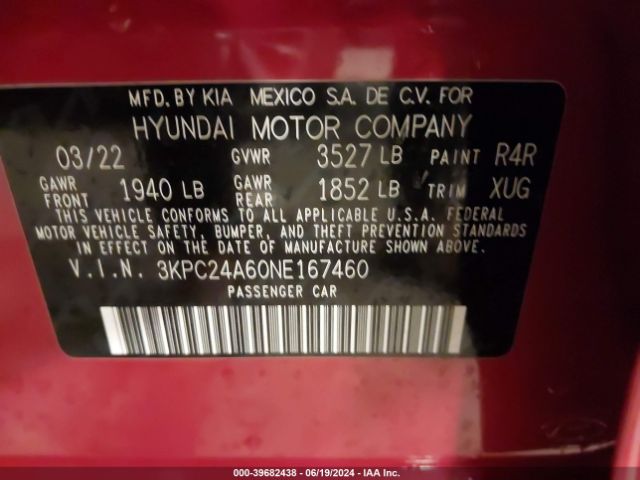 MFD. BY KIA MEXICO S.A. DE C.V. FOR
HYUNDAI MOTOR COMPANY
03/22 GVWR 3527 LB PAINT R4R
GAWR FRONT 1940 LB GAWR REAR 1852 LB TRIM XUG
THIS VEHICLE CONFORMS TO ALL APPLICABLE U.S.A. FEDERAL
MOTOR VEHICLE SAFETY, BUMPER, AND THEFT PREVENTION STANDARDS
IN EFFECT ON THE DATE OF MANUFACTURE SHOWN ABOVE.
V.I.N. 3KPC24A60NE167460
PASSENGER CAR
000-39682438 - 06/19/2024 - IAA Inc.